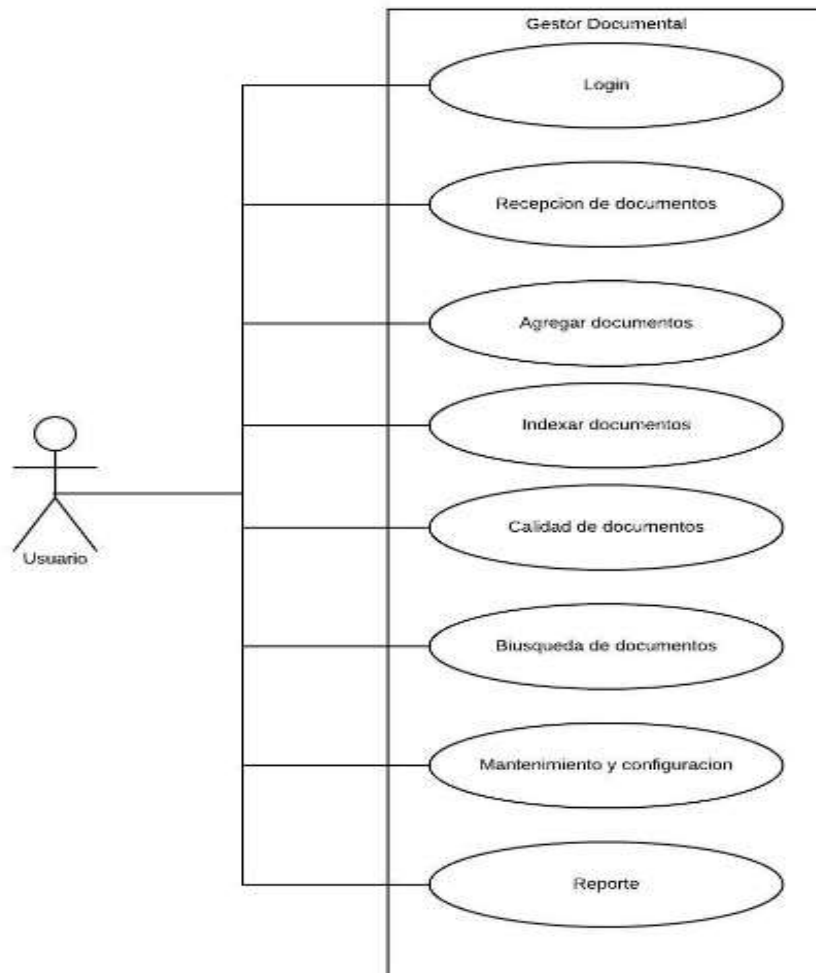 Gestor Documental
Login
Recepcion de documentos
Agregar documentos
Indexar documentos
Usuario
Calidad de documentos
Biusqueda de documentos
Mantenimiento y configuracion
Reporte